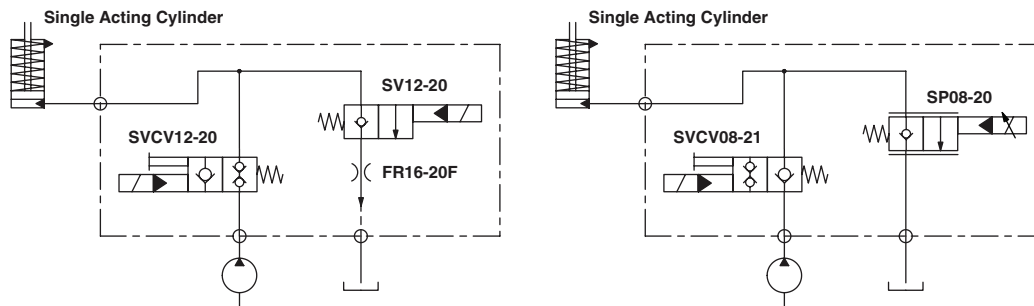 Single Acting Cylinder
SV12-20
SVCV12-20
FR16-20F
Single Acting Cylinder
SP08-20
SVCV08-21